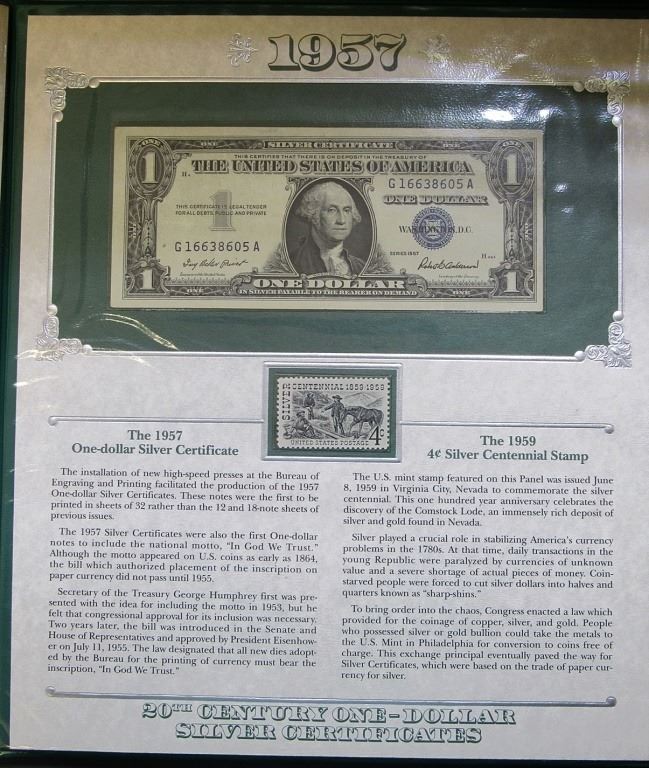 1957
ONE
ONE
SILVER CERTIFICATE
THIS CERTIFIES THAT THERE IS ON DEPOSIT IN THE TREASURY OF
THE UNITED STATES OF AMERICA
G 16638605 A
ONE DOLLAR
1
1
THIS CERTIFICATE IS LEGAL TENDER
FOR ALL DEBTS, PUBLIC AND PRIVATE
WASHINGTON, D.C.
G 16638605 A
SERIES 1957
1
1
ONE DOLLAR
IN SILVER PAYABLE TO THE BEARER ON DEMAND
ONE
ONE
SILVER
CENTENNIAL 1859-1959
4¢
UNITED STATES POSTAGE
The 1957
One-dollar Silver Certificate
The installation of new high-speed presses at the Bureau of
Engraving and Printing facilitated the production of the 1957
One-dollar Silver Certificates. These notes were the first to be
printed in sheets of 32 rather than the 12 and 18-note sheets of
previous issues.
The 1957 Silver Certificates were also the first One-dollar
notes to include the national motto, “In God We Trust.”
Although the motto appeared on U.S. coins as early as 1864,
the bill which authorized placement of the inscription on
paper currency did not pass until 1955.
Secretary of the Treasury George Humphrey first was pre-
sented with the idea for including the motto in 1953, but he
felt that congressional approval for its inclusion was necessary.
Two years later, the bill was introduced in the Senate and
House of Representatives and approved by President Eisenhow-
er on July 11, 1955. The law designated that all new dies adopt-
ed by the Bureau for the printing of currency must bear the
inscription, “In God We Trust.”
The 1959
4¢ Silver Centennial Stamp
The U.S. mint stamp featured on this Panel was issued June
8, 1959 in Virginia City, Nevada to commemorate the silver
centennial. This one hundred year anniversary celebrates the
discovery of the Comstock Lode, an immensely rich deposit of
silver and gold found in Nevada.
Silver played a crucial role in stabilizing America's currency
problems in the 1780s. At that time, daily transactions in the
young Republic were paralyzed by currencies of unknown
value and a severe shortage of actual pieces of money. Coin-
starved people were forced to cut silver dollars into halves and
quarters known as “sharp-shins.”
To bring order into the chaos, Congress enacted a law which
provided for the coinage of copper, silver, and gold. People
who possessed silver or gold bullion could take the metals to
the U.S. Mint in Philadelphia for conversion to coins free of
charge. This exchange principal eventually paved the way for
Silver Certificates, which were based on the trade of paper cur-
rency for silver.
20TH CENTURY ONE-DOLLAR
SILVER CERTIFICATES